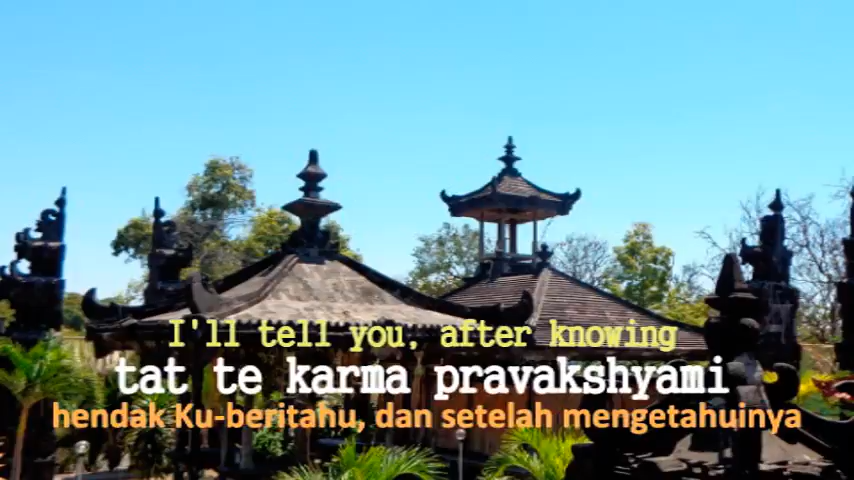 I'll tell you, after knowing
tat te karma pravakshyami
hendak Ku-beritahu, dan setelah mengetahuinya